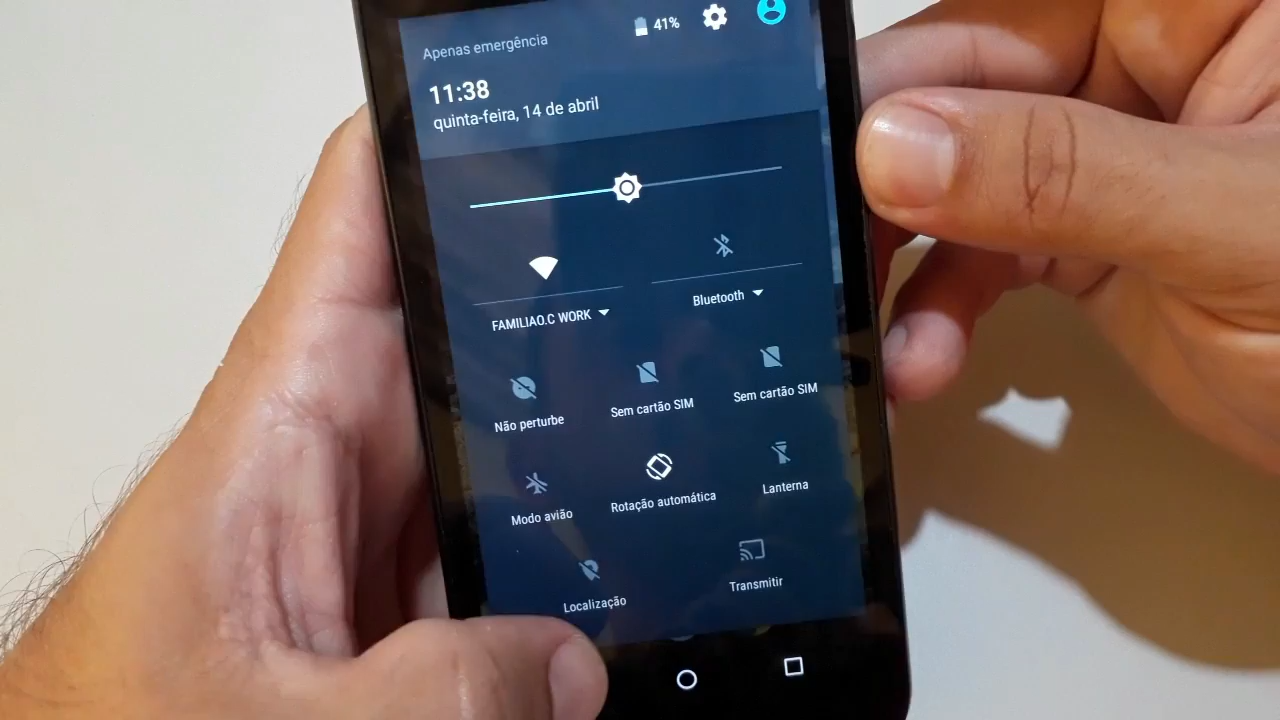 Apenas emergência
41%
11:38
quinta-feira, 14 de abril
FAMILIAO.C WORK
Bluetooth
Não perturbe
Sem cartão SIM
Sem cartão SIM
Modo avião
Rotação automática
Lanterna
Localização
Transmitir